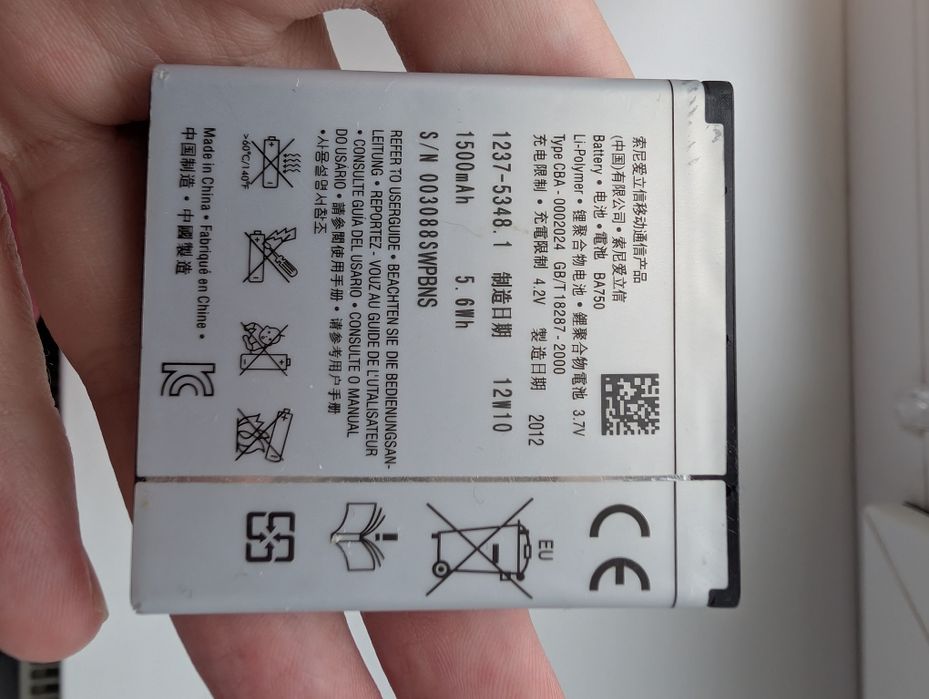 索尼爱立信移动通信产品
(中国)有限公司・索尼爱立信
Battery・电池・電池 BA750
Li-Polymer・锂聚合物电池・鋰聚合物電池 3.7V
Type CBA-0002024 GB/T18287-2000
充电限制・充電限制 4.2V 製造日期 2012
1237-5348.1 制造日期 12W10
1500mAh 5.6Wh
S/N 003088SWPBNS
REFER TO USERGUIDE・BEACHTEN SIE DIE BEDIENUNGSAN-
LEITUNG・REPORTEZ-VOUZ AU GUIDE DE L'UTALISATEUR
・CONSULTE GUÍA DEL USARIO・CONSULTE O MANUAL
DO USARIO・請參閱使用手册・请参考用户手册
・사용설명서참조
>60°C/140°F
Made in China・Fabriqué en Chine・
中国制造・中國製造
CE
EU
i